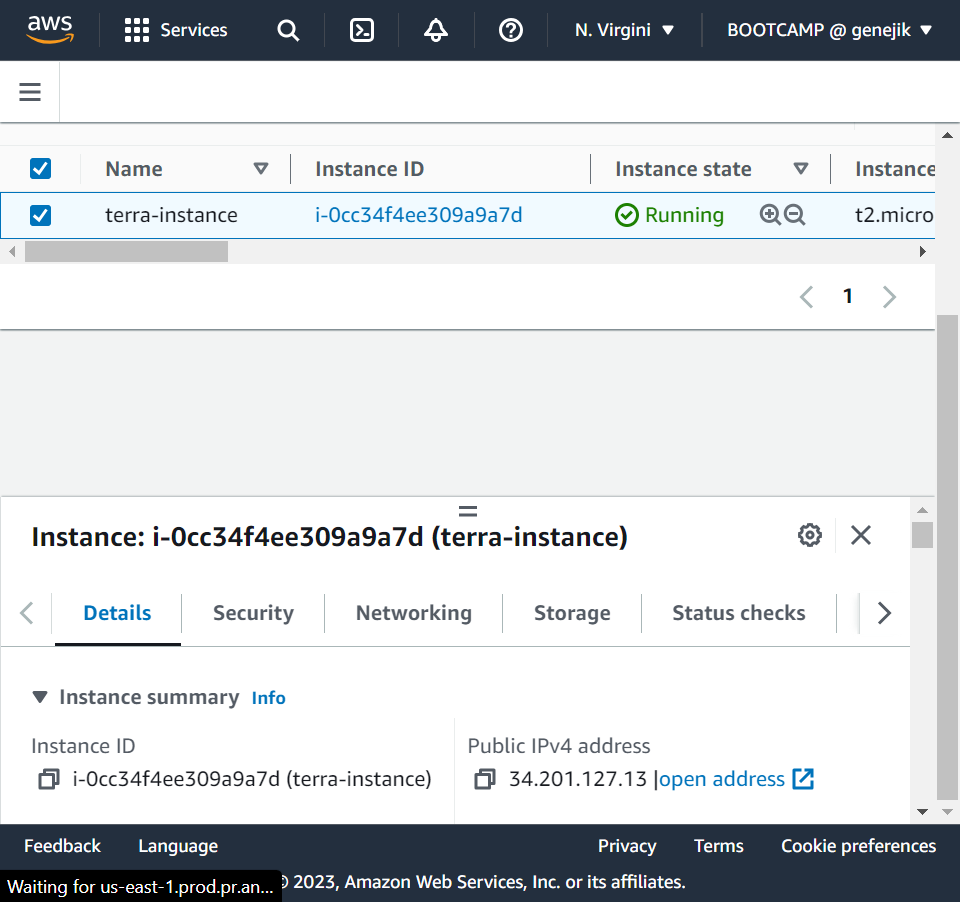 aws Services N. Virgini BOOTCAMP @ genejik
Name Instance ID Instance state Instance
terra-instance i-0cc34f4ee309a9a7d Running t2.micro
1
Instance: i-0cc34f4ee309a9a7d (terra-instance)
Details Security Networking Storage Status checks
Instance summary Info
Instance ID Public IPv4 address
i-0cc34f4ee309a9a7d (terra-instance) 34.201.127.13 |open address
Feedback Language Privacy Terms Cookie preferences
Waiting for us-east-1.prod.pr.an... © 2023, Amazon Web Services, Inc. or its affiliates.